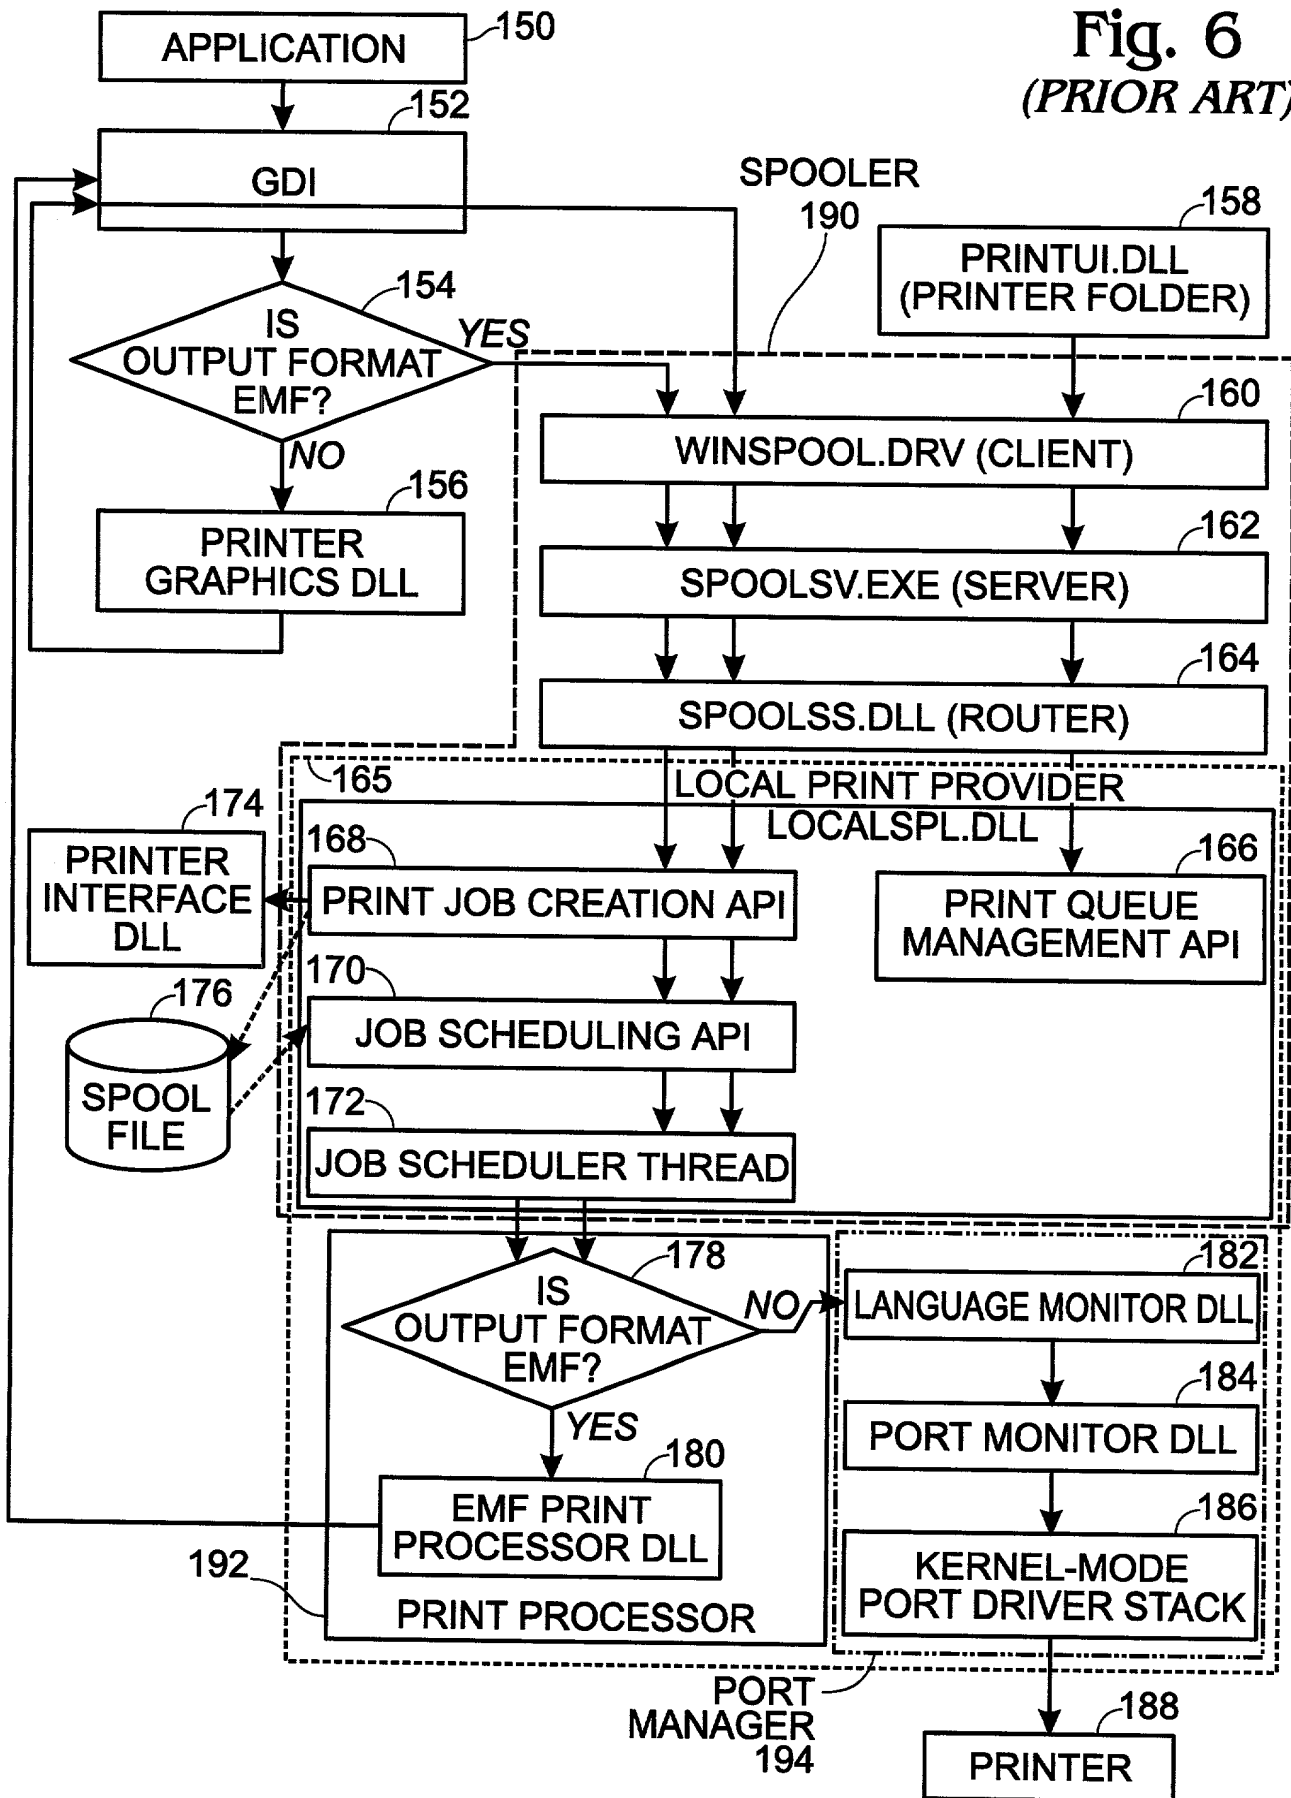 Fig. 6
(PRIOR ART)
150
APPLICATION
152
GDI
SPOOLER
190
158
PRINTUI.DLL
(PRINTER FOLDER)
154
IS
OUTPUT FORMAT
EMF?
YES
NO
156
PRINTER
GRAPHICS DLL
160
WINSPOOL.DRV (CLIENT)
162
SPOOLSV.EXE (SERVER)
164
SPOOLSS.DLL (ROUTER)
165
LOCAL PRINT PROVIDER
LOCALSPL.DLL
174
PRINTER
INTERFACE
DLL
168
PRINT JOB CREATION API
166
PRINT QUEUE
MANAGEMENT API
176
SPOOL
FILE
170
JOB SCHEDULING API
172
JOB SCHEDULER THREAD
178
IS
OUTPUT FORMAT
EMF?
NO
YES
180
EMF PRINT
PROCESSOR DLL
192
PRINT PROCESSOR
182
LANGUAGE MONITOR DLL
184
PORT MONITOR DLL
186
KERNEL-MODE
PORT DRIVER STACK
PORT
MANAGER
194
188
PRINTER